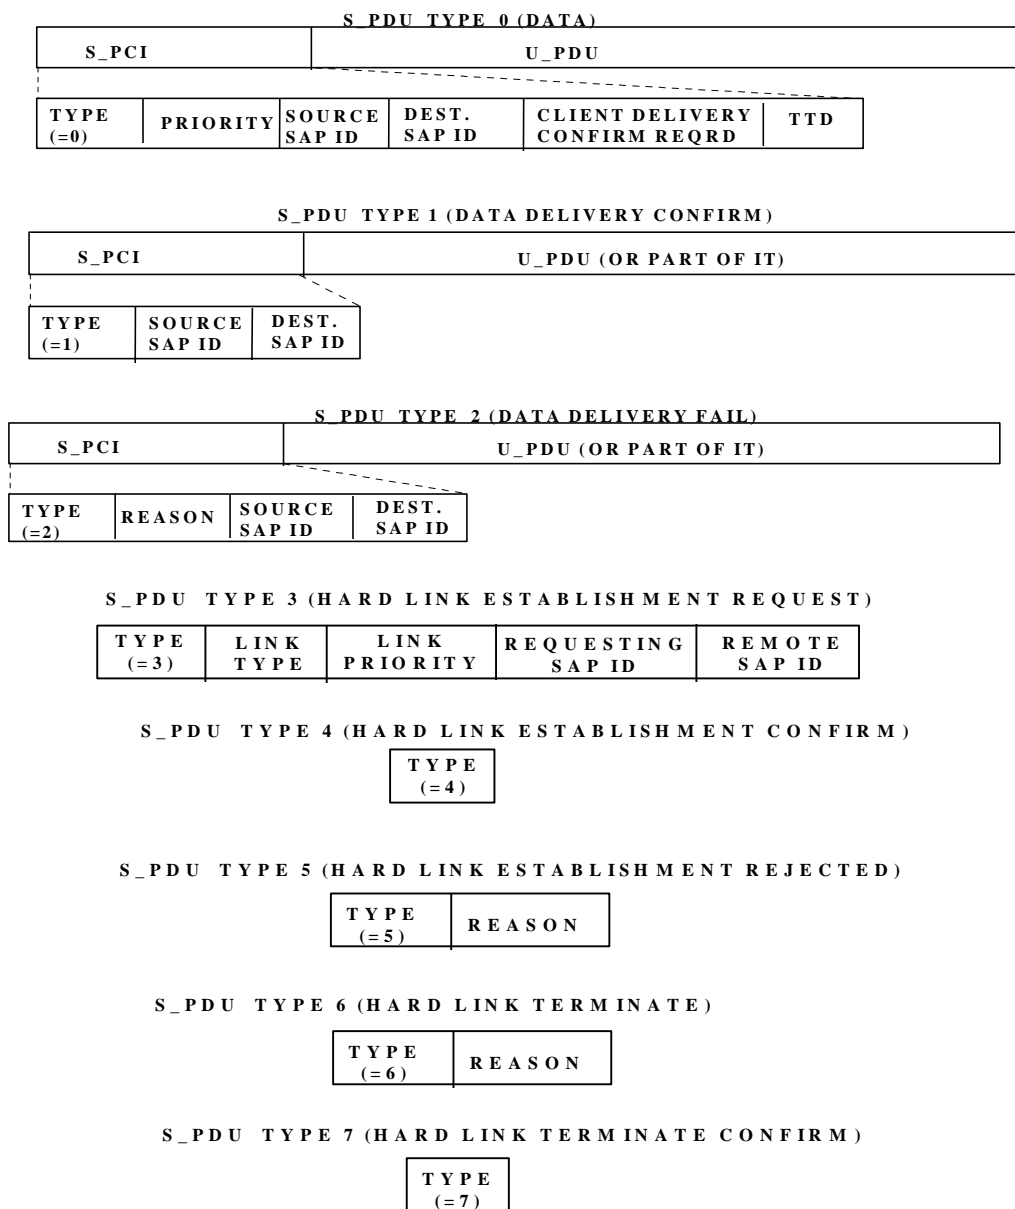 S_PDU TYPE 0 (DATA)
S_PCI U_PDU
TYPE (=0) PRIORITY SOURCE SAP ID DEST. SAP ID CLIENT DELIVERY CONFIRM REQRD TTD
S_PDU TYPE 1 (DATA DELIVERY CONFIRM)
S_PCI U_PDU (OR PART OF IT)
TYPE (=1) SOURCE SAP ID DEST. SAP ID
S_PDU TYPE 2 (DATA DELIVERY FAIL)
S_PCI U_PDU (OR PART OF IT)
TYPE (=2) REASON SOURCE SAP ID DEST. SAP ID
S_PDU TYPE 3 (HARD LINK ESTABLISHMENT REQUEST)
TYPE (=3) LINK TYPE LINK PRIORITY REQUESTING SAP ID REMOTE SAP ID
S_PDU TYPE 4 (HARD LINK ESTABLISHMENT CONFIRM)
TYPE (=4)
S_PDU TYPE 5 (HARD LINK ESTABLISHMENT REJECTED)
TYPE (=5) REASON
S_PDU TYPE 6 (HARD LINK TERMINATE)
TYPE (=6) REASON
S_PDU TYPE 7 (HARD LINK TERMINATE CONFIRM)
TYPE (=7)